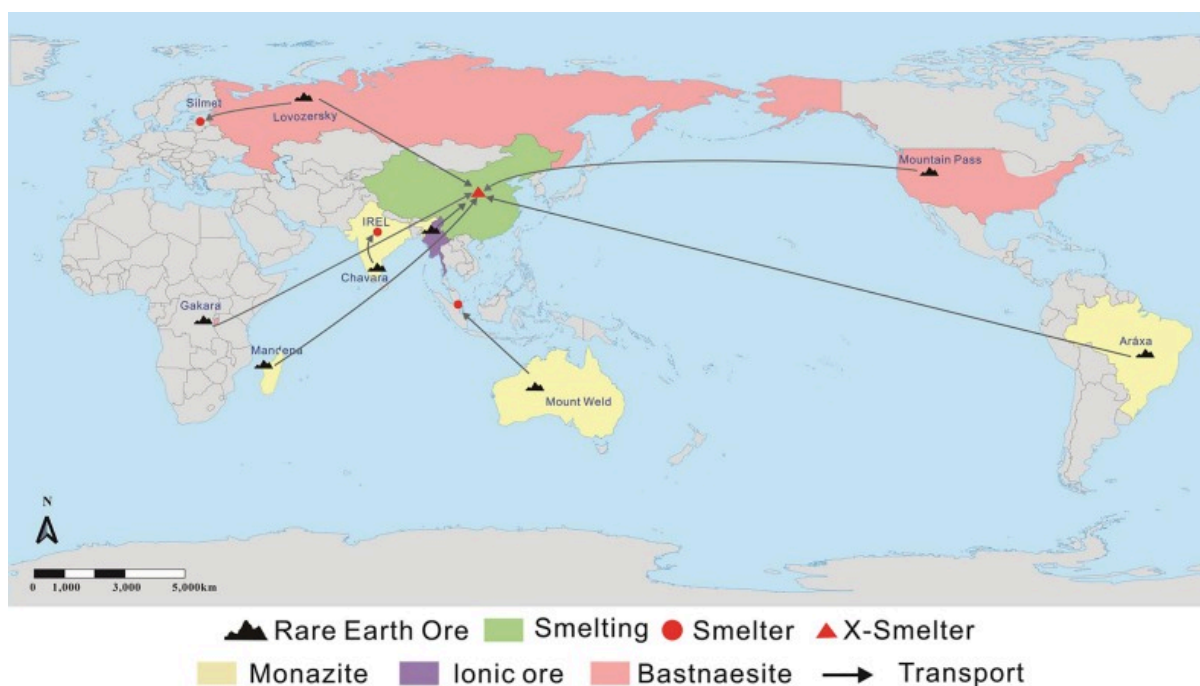 Silmet
Lovozersky
Mountain Pass
IREL
Chavara
Gakara
Mandena
Mount Weld
Aráxa
N
0 1,000 3,000 5,000km
Rare Earth Ore Smelting Smelter X-Smelter
Monazite Ionic ore Bastnaesite Transport